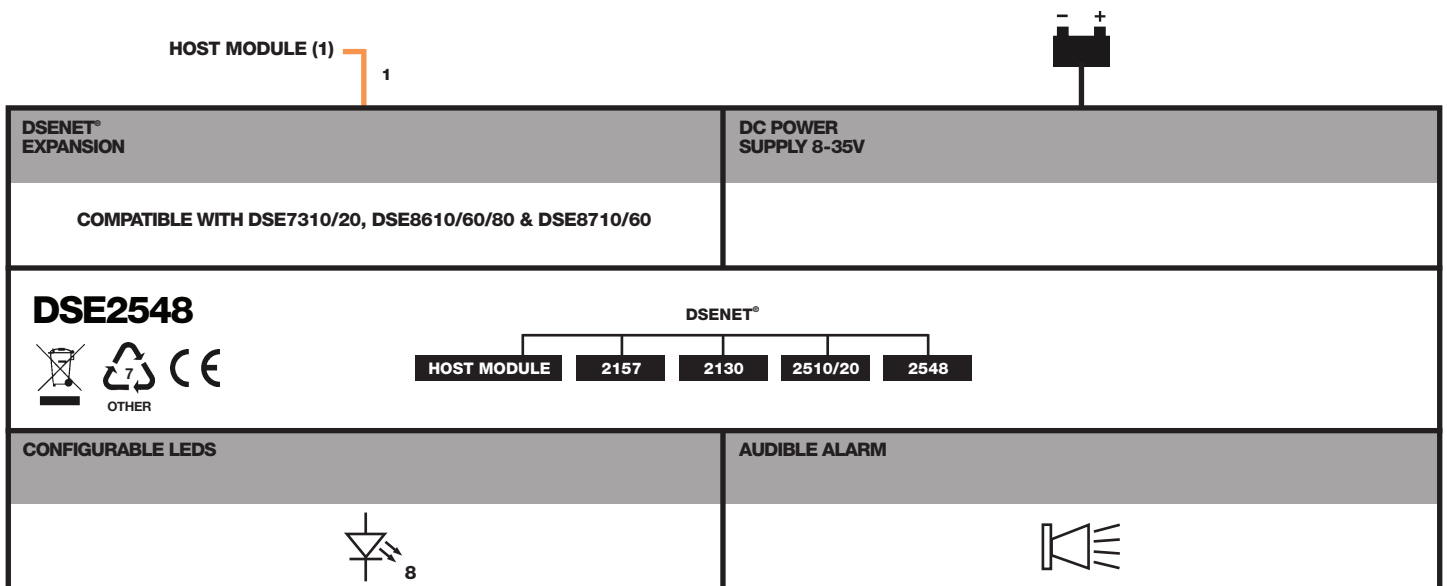 − +
HOST MODULE (1)
1
DSENET®
EXPANSION
DC POWER
SUPPLY 8-35V
COMPATIBLE WITH DSE7310/20, DSE8610/60/80 & DSE8710/60
DSE2548
DSENET®
HOST MODULE 2157 2130 2510/20 2548
7
CE
OTHER
CONFIGURABLE LEDS
AUDIBLE ALARM
8